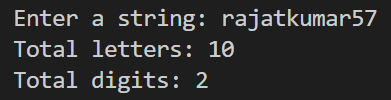 Enter a string: rajatkumar57
Total letters: 10
Total digits: 2